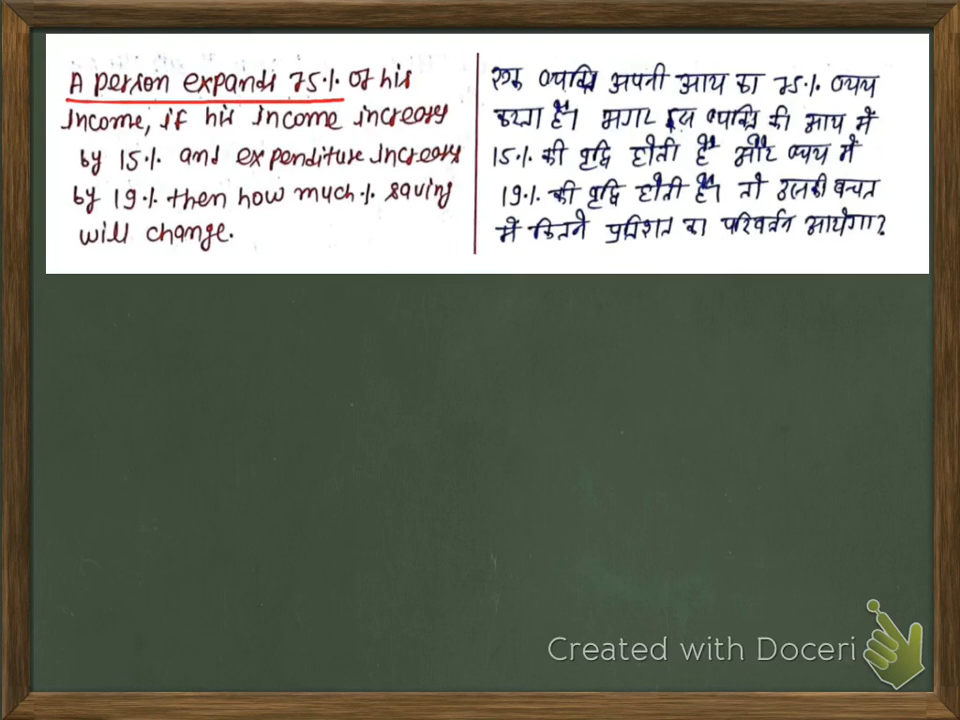 A person expands 75% of his
income, if his income increases
by 15% and expenditure increases
by 19% then how much % saving
will change.
एक व्यक्ति अपनी आय का 75% व्यय
करता है। अगर इस व्यक्ति की आय में
15% की वृद्धि होती है और व्यय में
19% की वृद्धि होती है। तो उसकी बचत
में कितने प्रतिशत का परिवर्तन आयेगा?
Created with Doceri